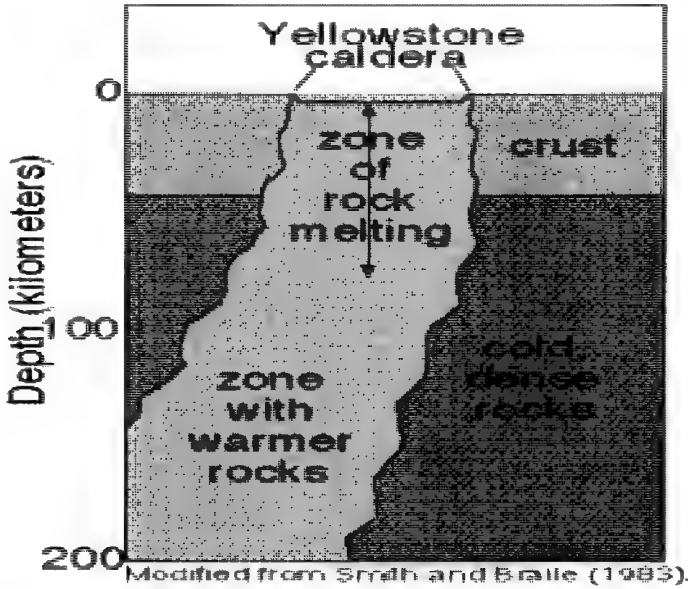 Yellowstone
caldera
0
zone
of
rock
melting
crust
Depth (kilometers)
100
cold,
dense
rocks
zone
with
warmer
rocks
200
Modified from Smith and Braile (1983).